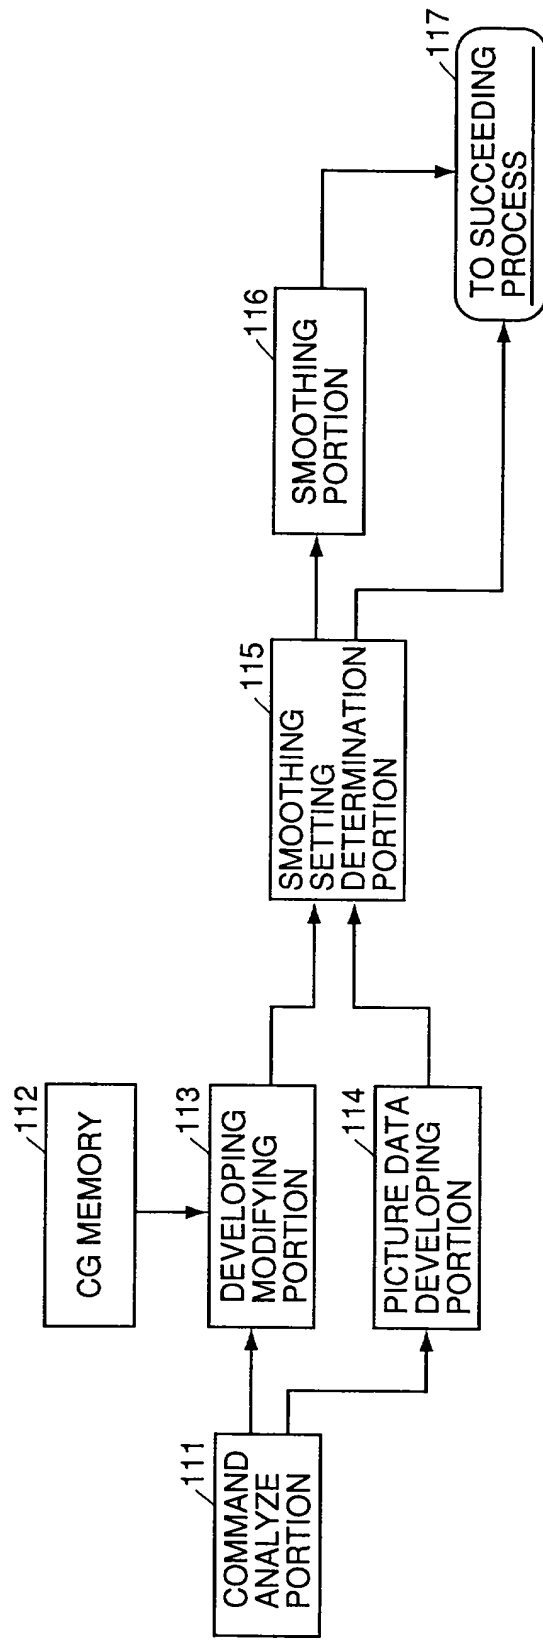 111
COMMAND
ANALYZE
PORTION
112
CG MEMORY
113
DEVELOPING
MODIFYING
PORTION
114
PICTURE DATA
DEVELOPING
PORTION
115
SMOOTHING
SETTING
DETERMINATION
PORTION
116
SMOOTHING
PORTION
117
TO SUCCEEDING
PROCESS